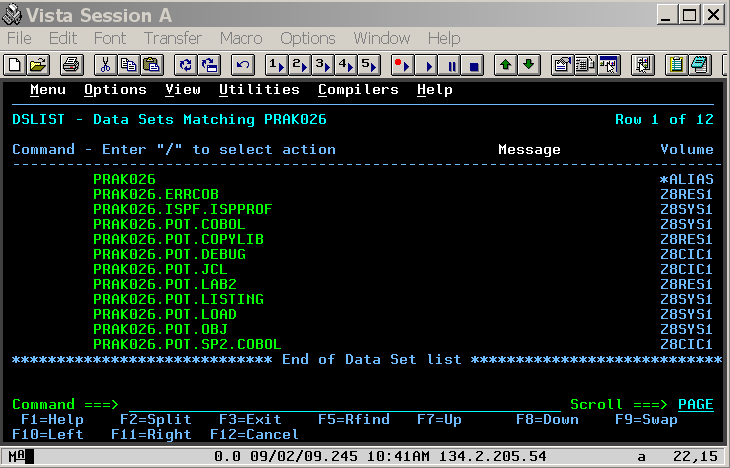 Vista Session A
File Edit Font Transfer Macro Options Window Help
1 2 3 4 5
Menu Options View Utilities Compilers Help
DSLIST - Data Sets Matching PRAK026 Row 1 of 12
Command - Enter "/" to select action Message Volume
PRAK026 *ALIAS
PRAK026.ERRCOB Z8RES1
PRAK026.ISPF.ISPPROF Z8SYS1
PRAK026.POT.COBOL Z8SYS1
PRAK026.POT.COPYLIB Z8RES1
PRAK026.POT.DEBUG Z8CIC1
PRAK026.POT.JCL Z8CIC1
PRAK026.POT.LAB2 Z8RES1
PRAK026.POT.LISTING Z8SYS1
PRAK026.POT.LOAD Z8SYS1
PRAK026.POT.OBJ Z8SYS1
PRAK026.POT.SP2.COBOL Z8CIC1
***************************** End of Data Set list ****************************
Command ===> Scroll ===> PAGE
F1=Help F2=Split F3=Exit F5=Rfind F7=Up F8=Down F9=Swap
F10=Left F11=Right F12=Cancel
MA 0.0 09/02/09.245 10:41AM 134.2.205.54 a 22,15